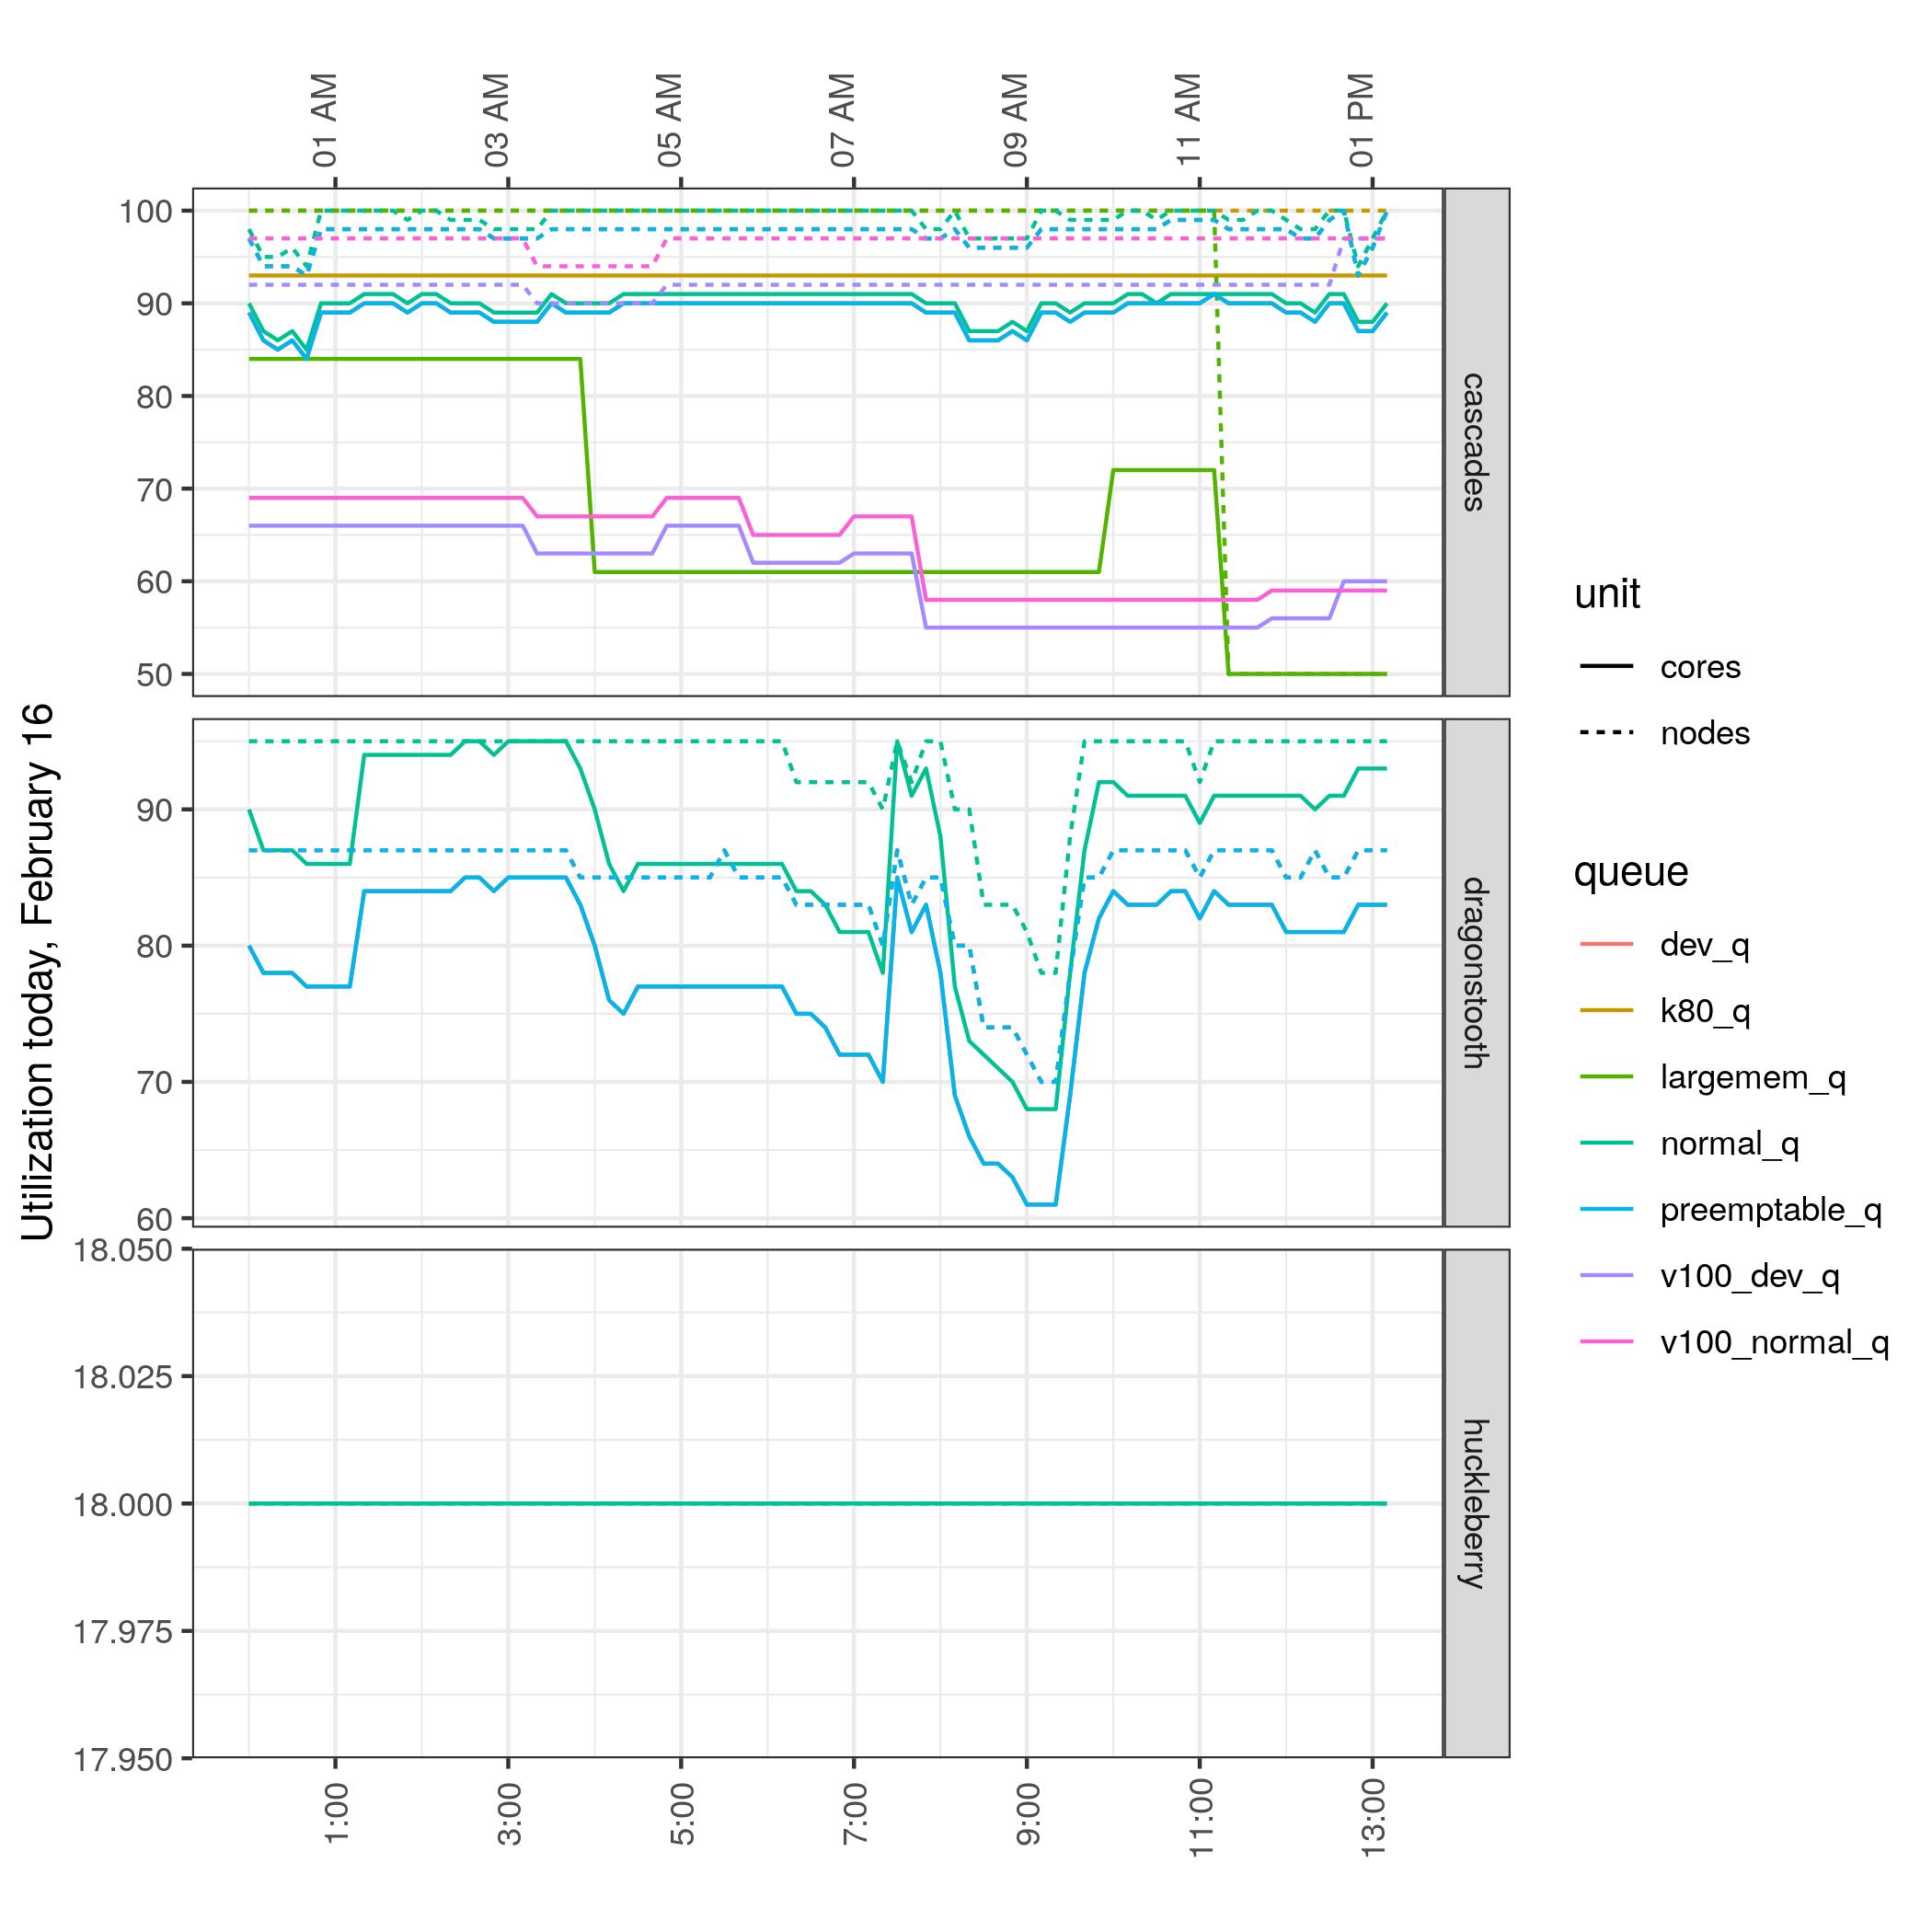 01 AM
03 AM
05 AM
07 AM
09 AM
11 AM
01 PM
Utilization today, February 16
100
90
80
70
60
50
cascades
90
80
70
60
dragonstooth
18.050
18.025
18.000
17.975
17.950
huckleberry
1:00
3:00
5:00
7:00
9:00
11:00
13:00
unit
cores
nodes
queue
dev_q
k80_q
largemem_q
normal_q
preemptable_q
v100_dev_q
v100_normal_q